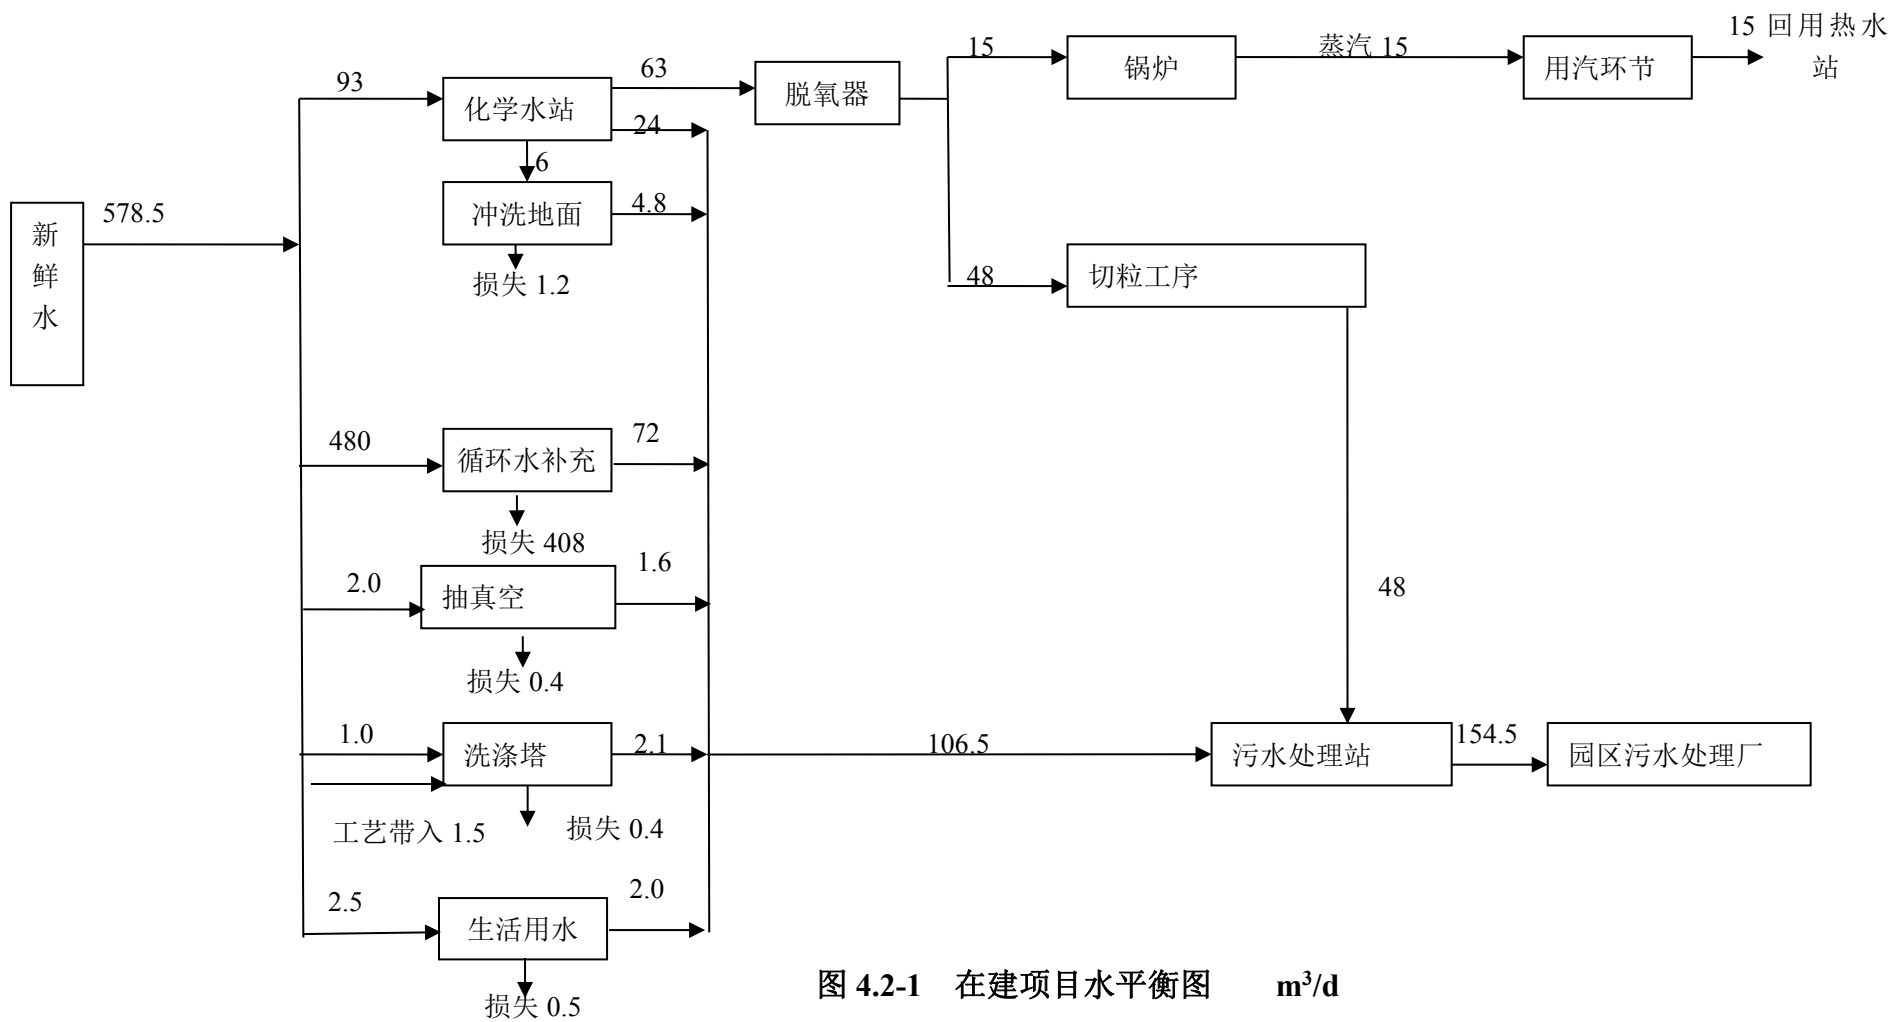 15 回用热水
站
15
蒸汽 15
锅炉
用汽环节
63
93
脱氧器
化学水站
24
6
4.8
冲洗地面
578.5
新
鲜
水
损失 1.2
48
切粒工序
480
72
循环水补充
损失 408
1.6
2.0
抽真空
48
损失 0.4
1.0
洗涤塔
2.1
106.5
污水处理站
154.5
园区污水处理厂
工艺带入 1.5
损失 0.4
2.5
2.0
生活用水
损失 0.5
图 4.2-1 在建项目水平衡图 m³/d